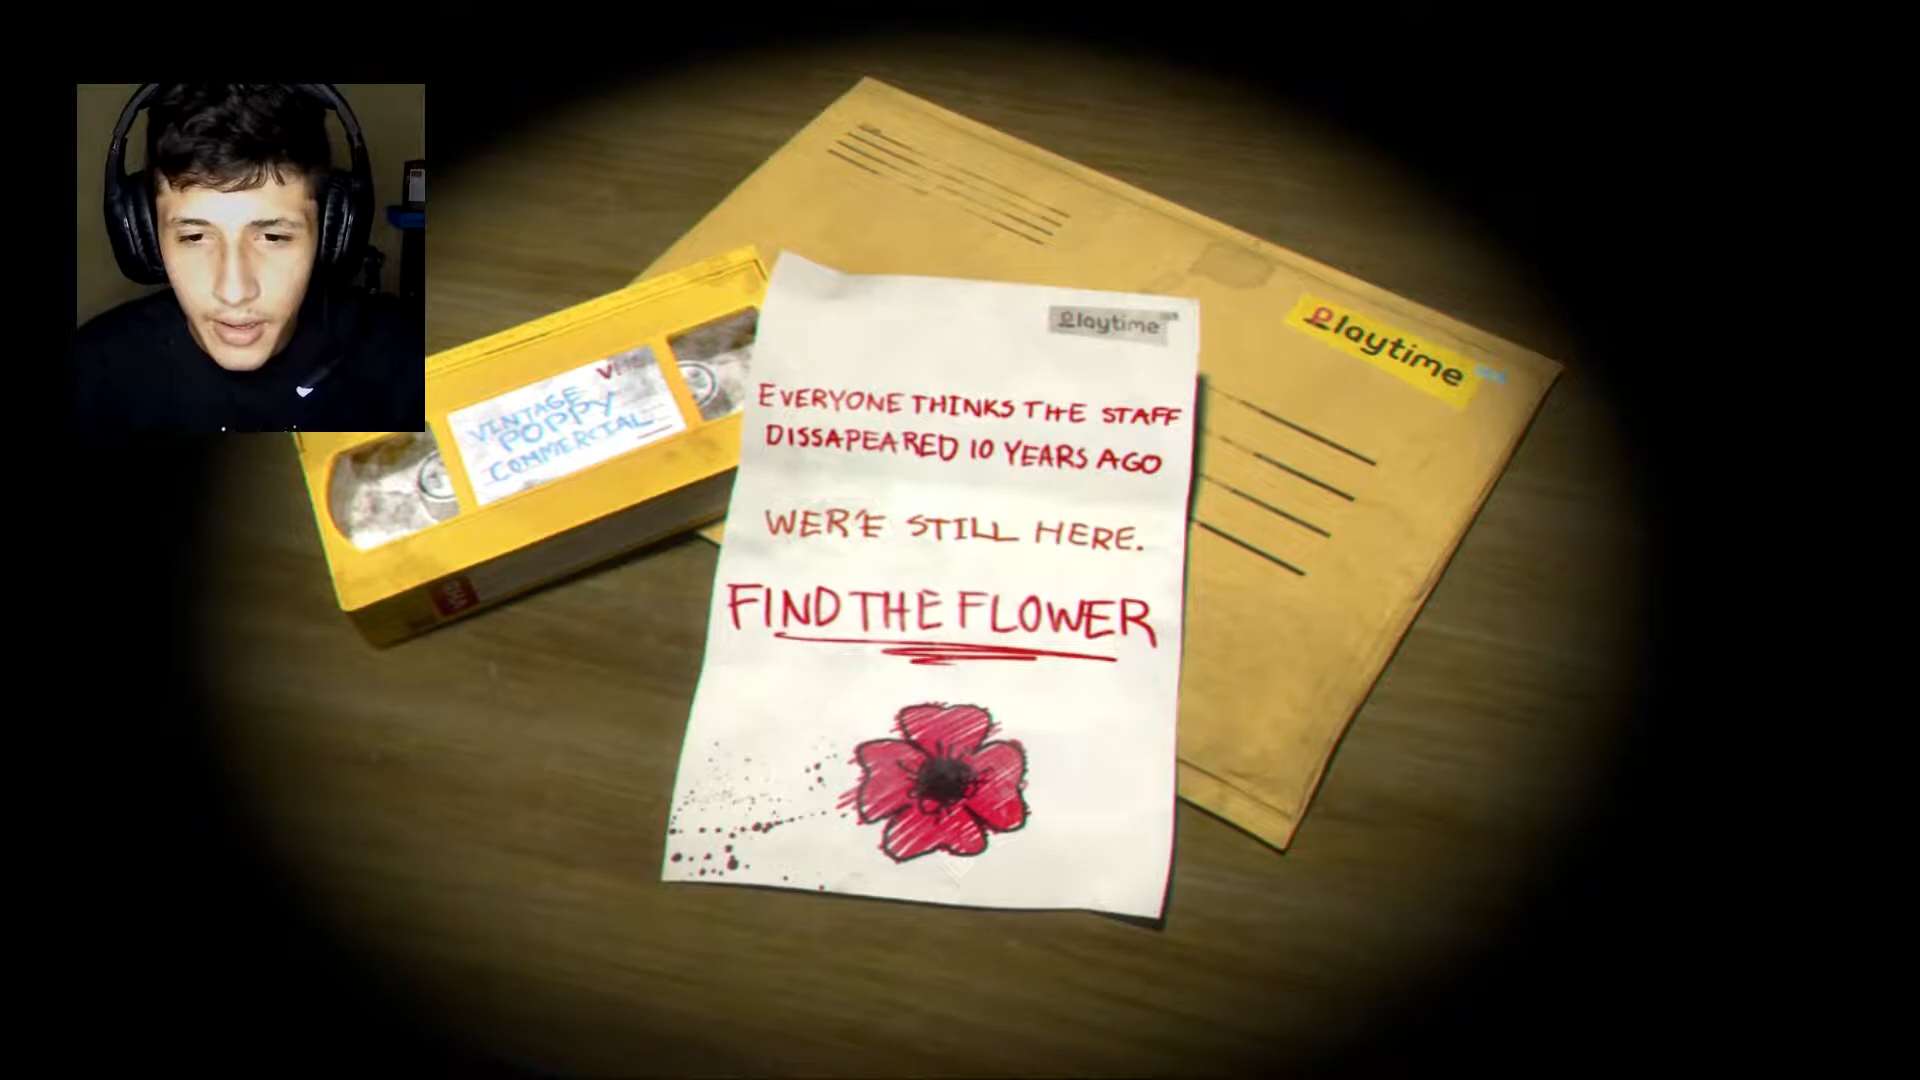 Playtime
Playtime
VHS
VINTAGE
POPPY
COMMERCIAL
EVERYONE THINKS THE STAFF
DISSAPEARED 10 YEARS AGO
WER'E STILL HERE.
FIND THE FLOWER